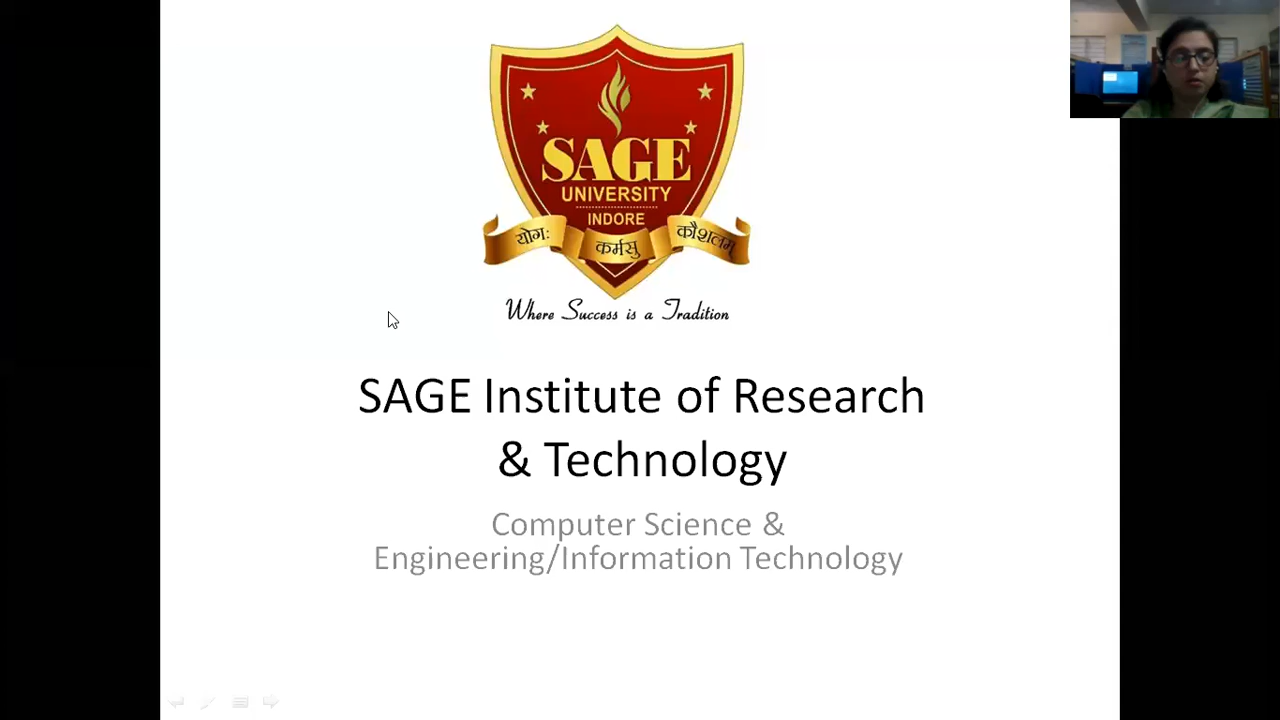 SAGE
UNIVERSITY
INDORE
योगः कर्मसु कौशलम्
Where Success is a Tradition
SAGE Institute of Research
& Technology
Computer Science &
Engineering/Information Technology